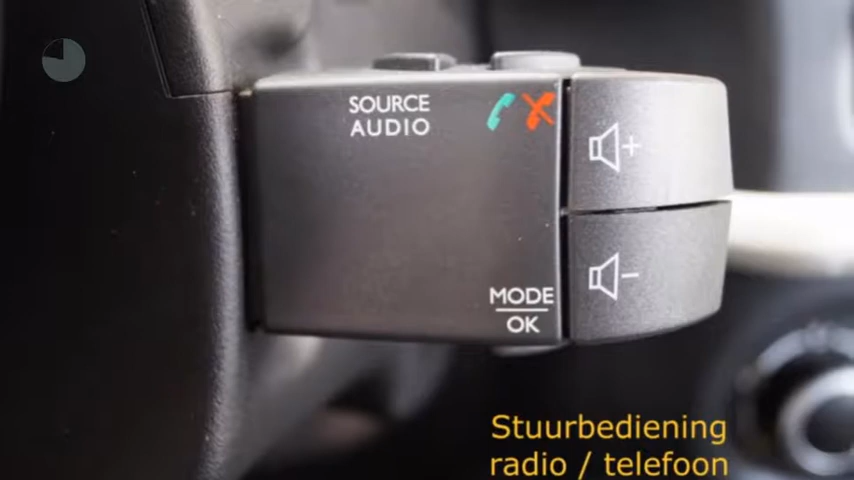 SOURCE
AUDIO
+
-
MODE
OK
Stuurbediening
radio / telefoon